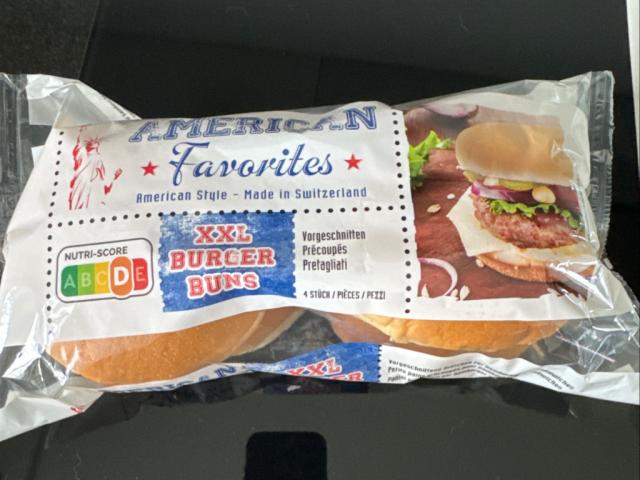 AMERICAN
Favorites
American Style - Made in Switzerland
NUTRI-SCORE
A B C D E
XXL
BURGER
BUNS
Vorgeschnitten
Précoupés
Pretagliati
4 STÜCK / PIÈCES / PEZZI
XXL
Vorgeschnittene